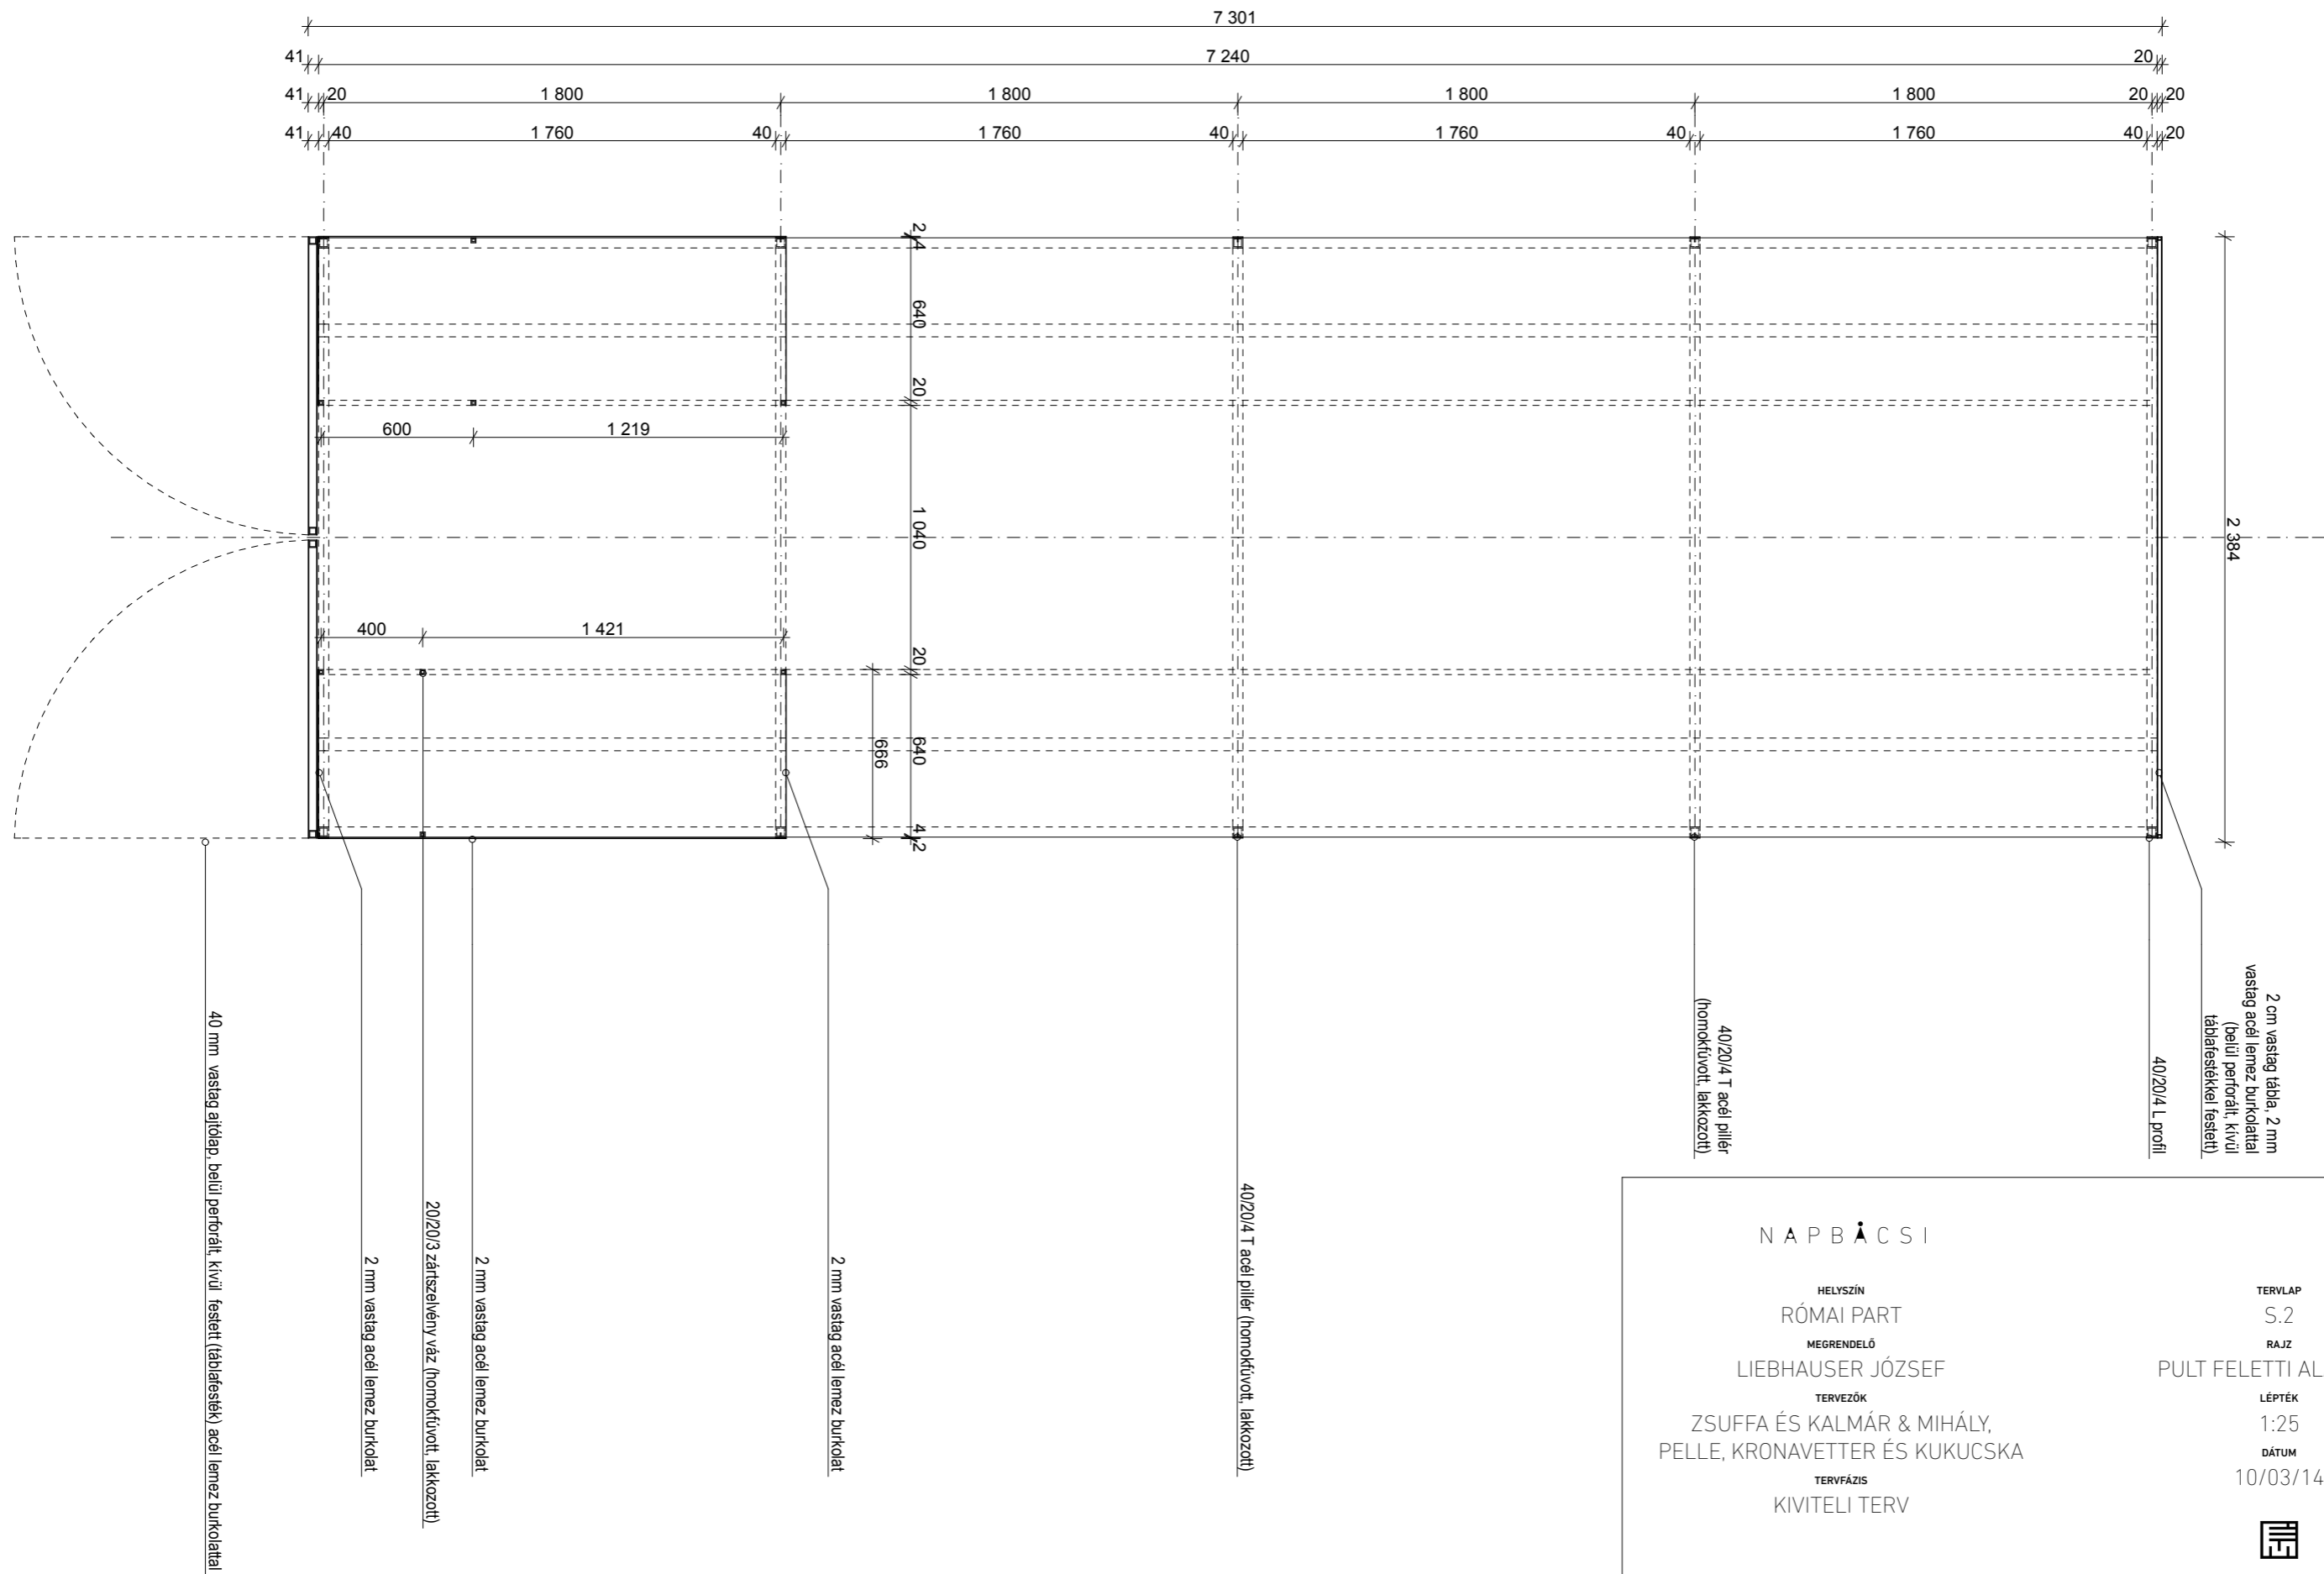 7 301
41
7 240
20
41
20
1 800
1 800
1 800
1 800
20
20
41
40
1 760
40
1 760
40
1 760
40
1 760
40
20
2
4
640
20
600
1 219
1 040
2 384
400
1 421
20
640
666
4
2
2 cm vastag tábla, 2 mm
vastag acél lemez burkolattal
(belül perforált, kívül
táblafestékkel festett)
40/20/4 L profil
40/20/4 T acél pillér
(homokfúvott, lakkozott)
40/20/4 T acél pillér (homokfúvott, lakkozott)
2 mm vastag acél lemez burkolat
2 mm vastag acél lemez burkolat
20/20/3 zártszelvény váz (homokfúvott, lakkozott)
2 mm vastag acél lemez burkolat
40 mm vastag ajtólap, belül perforált, kívül festett (táblafesték) acél lemez burkolattal
NAPBÁCSI
HELYSZÍN
RÓMAI PART
MEGRENDELŐ
LIEBHAUSER JÓZSEF
TERVEZŐK
ZSUFFA ÉS KALMÁR & MIHÁLY,
PELLE, KRONAVETTER ÉS KUKUCSKA
TERVFÁZIS
KIVITELI TERV
TERVLAP
S.2
RAJZ
PULT FELETTI AL
LÉPTÉK
1:25
DÁTUM
10/03/14